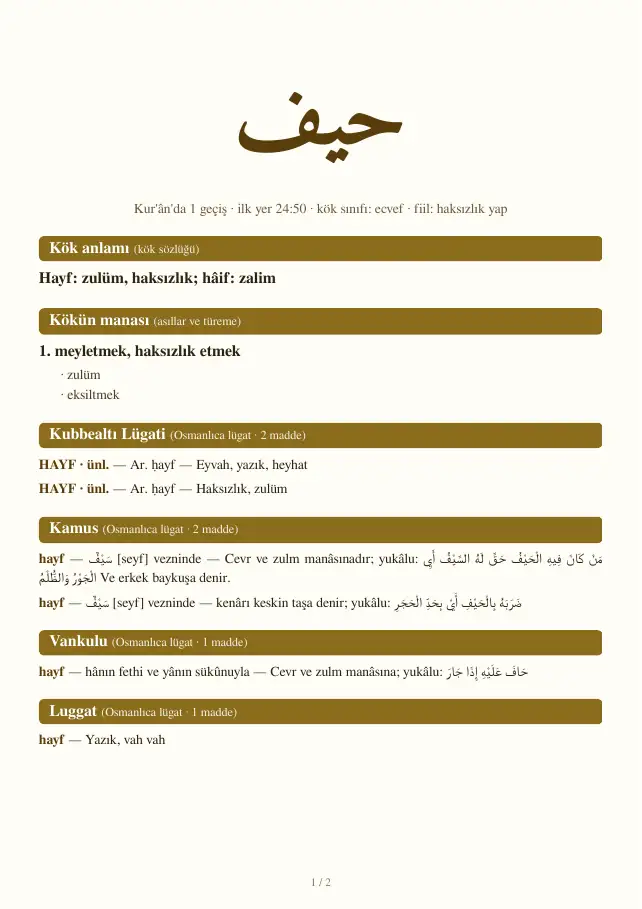 حيف
Kur'ân'da 1 geçiş · ilk yer 24:50 · kök sınıfı: ecvef · fiil: haksızlık yap
Kök anlamı (kök sözlüğü)
Hayf: zulüm, haksızlık; hâif: zalim
Kökün manası (asıllar ve türeme)
1. meyletmek, haksızlık etmek
· zulüm
· eksiltmek
Kubbealtı Lügati (Osmanlıca lügat · 2 madde)
HAYF · ünl. — Ar. ḥayf — Eyvah, yazık, heyhat
HAYF · ünl. — Ar. ḥayf — Haksızlık, zulüm
Kamus (Osmanlıca lügat · 2 madde)
hayf — سَيْفٌ [seyf] vezninde — Cevr ve zulm manâsınadır; yukâlu: مَنْ كَانَ فِيهِ الْحَيْفُ حَقَّ لَهُ السَّيْفُ أَيِ
الْجَوْرُ وَالظُّلْمُ Ve erkek baykuşa denir.
hayf — سَيْفٌ [seyf] vezninde — kenârı keskin taşa denir; yukâlu: ضَرَبَهُ بِالْحَيْفِ أَيْ بِحَدِّ الْحَجَرِ
Vankulu (Osmanlıca lügat · 1 madde)
hayf — hânın fethi ve yânın sükûnuyla — Cevr ve zulm manâsına; yukâlu: حَافَ عَلَيْهِ إِذَا جَارَ
Luggat (Osmanlıca lügat · 1 madde)
hayf — Yazık, vah vah
1 / 2